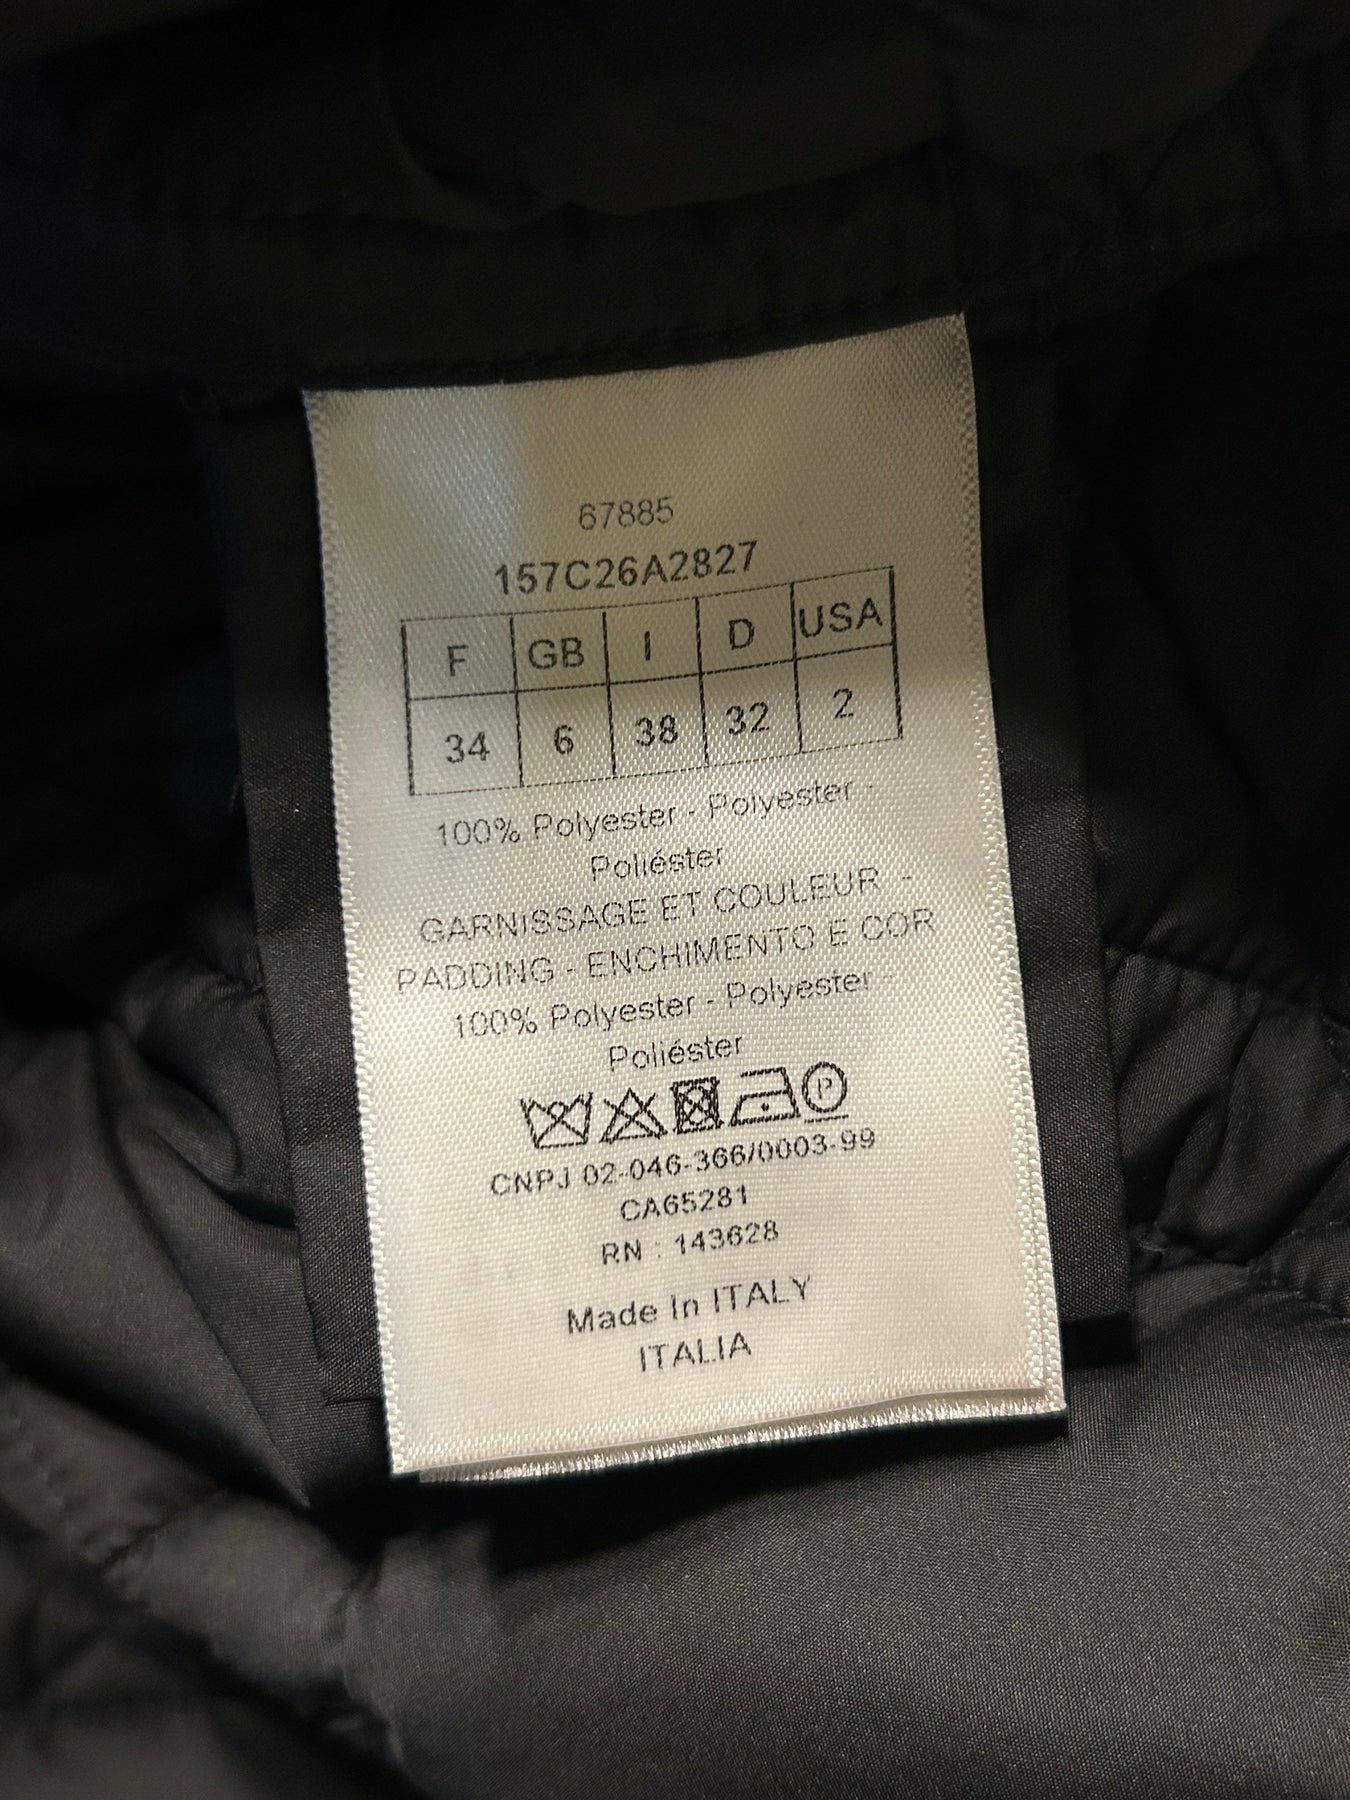 67885
157C26A2827
F GB I D USA
34 6 38 32 2
100% Polyester - Polyester -
Poliéster
GARNISSAGE ET COULEUR -
PADDING - ENCHIMENTO E COR
100% Polyester - Polyester -
Poliéster
P
CNPJ 02-046-366/0003-99
CA65281
RN : 143628
Made In ITALY
ITALIA